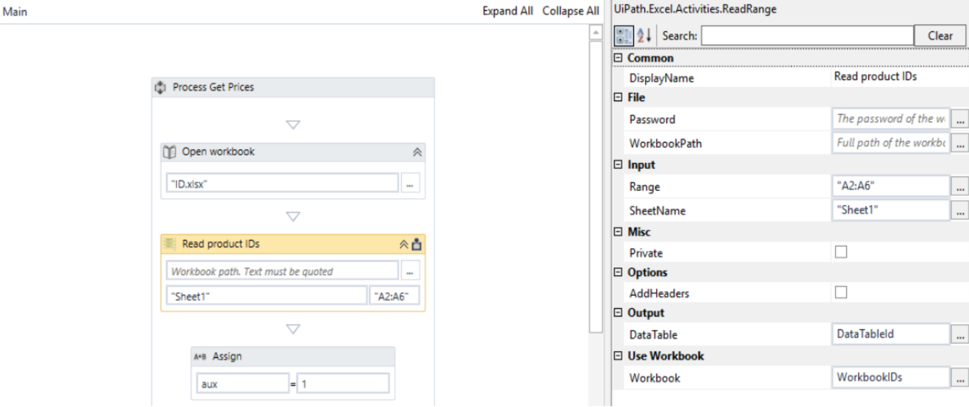 Main
Expand All Collapse All
Process Get Prices
Open workbook
"ID.xlsx"
...
Read product IDs
Workbook path. Text must be quoted
...
"Sheet1"
"A2:A6"
A+B Assign
aux = 1
UiPath.Excel.Activities.ReadRange
Search: Clear
Common
DisplayName Read product IDs
File
Password The password of the w ...
WorkbookPath Full path of the workb ...
Input
Range "A2:A6" ...
SheetName "Sheet1" ...
Misc
Private
Options
AddHeaders
Output
DataTable DataTableId ...
Use Workbook
Workbook WorkbookIDs ...